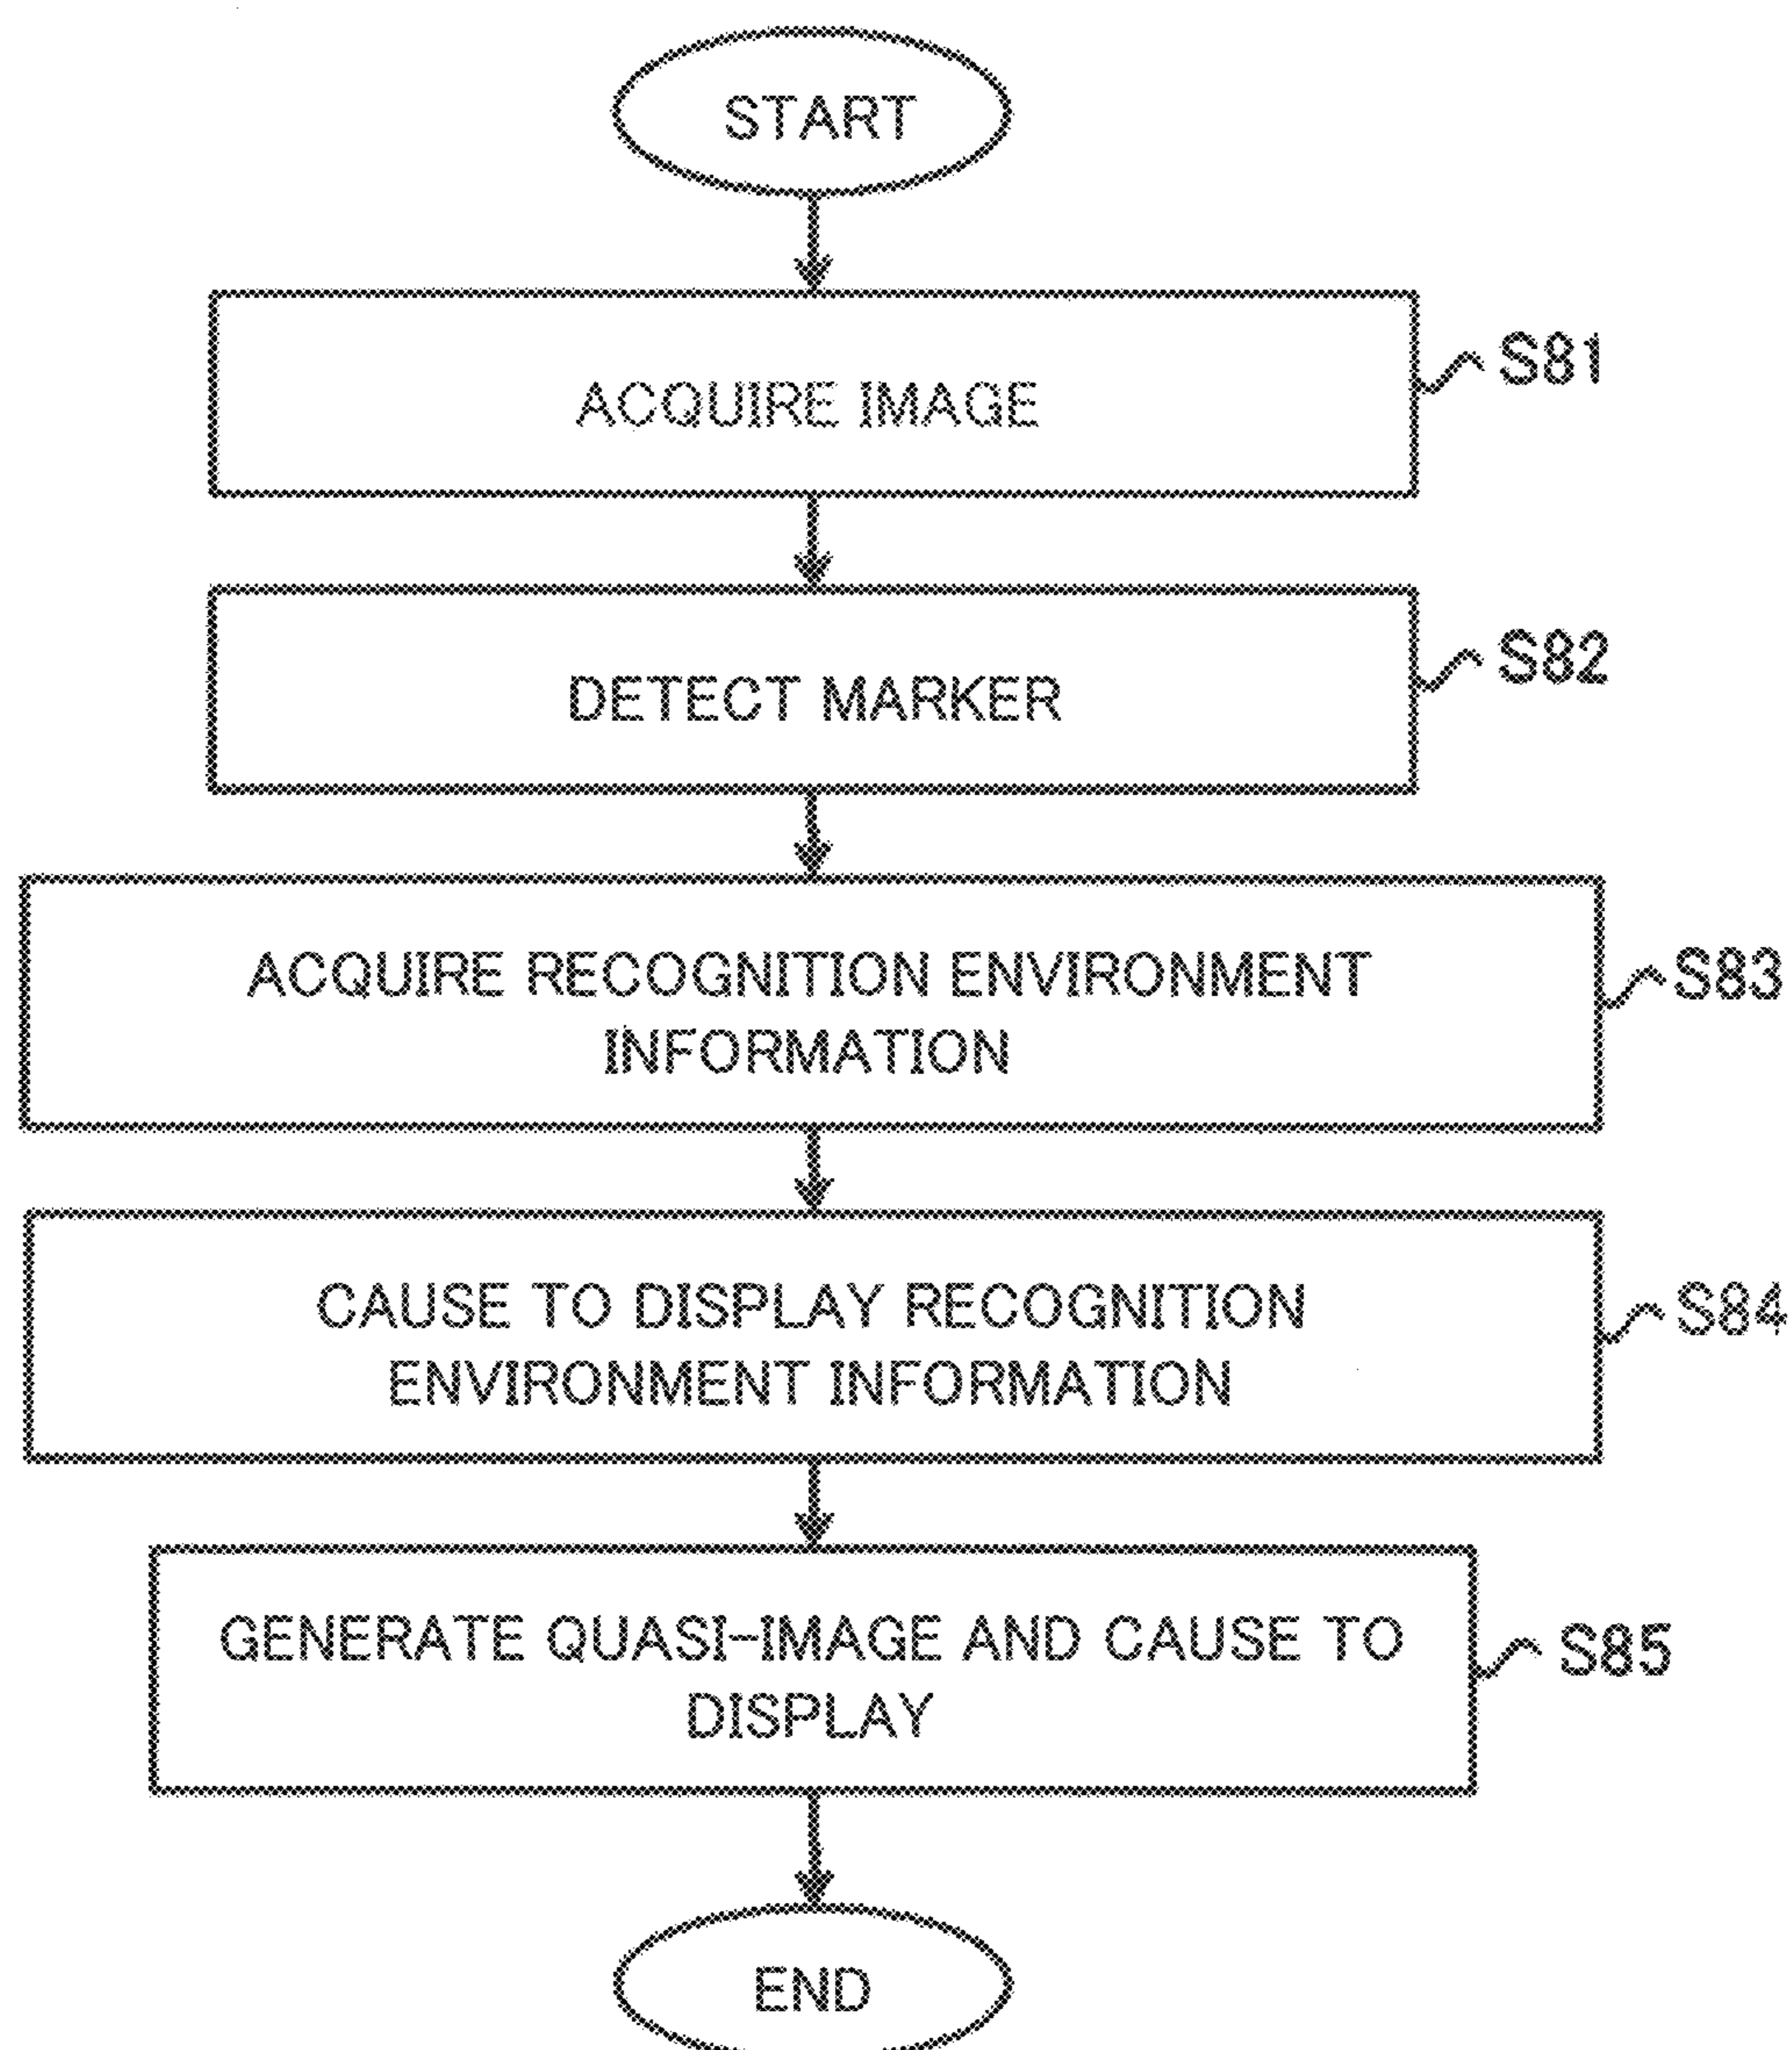 START
ACQUIRE IMAGE
S81
DETECT MARKER
S82
ACQUIRE RECOGNITION ENVIRONMENT
INFORMATION
S83
CAUSE TO DISPLAY RECOGNITION
ENVIRONMENT INFORMATION
S84
GENERATE QUASI-IMAGE AND CAUSE TO
DISPLAY
S85
END